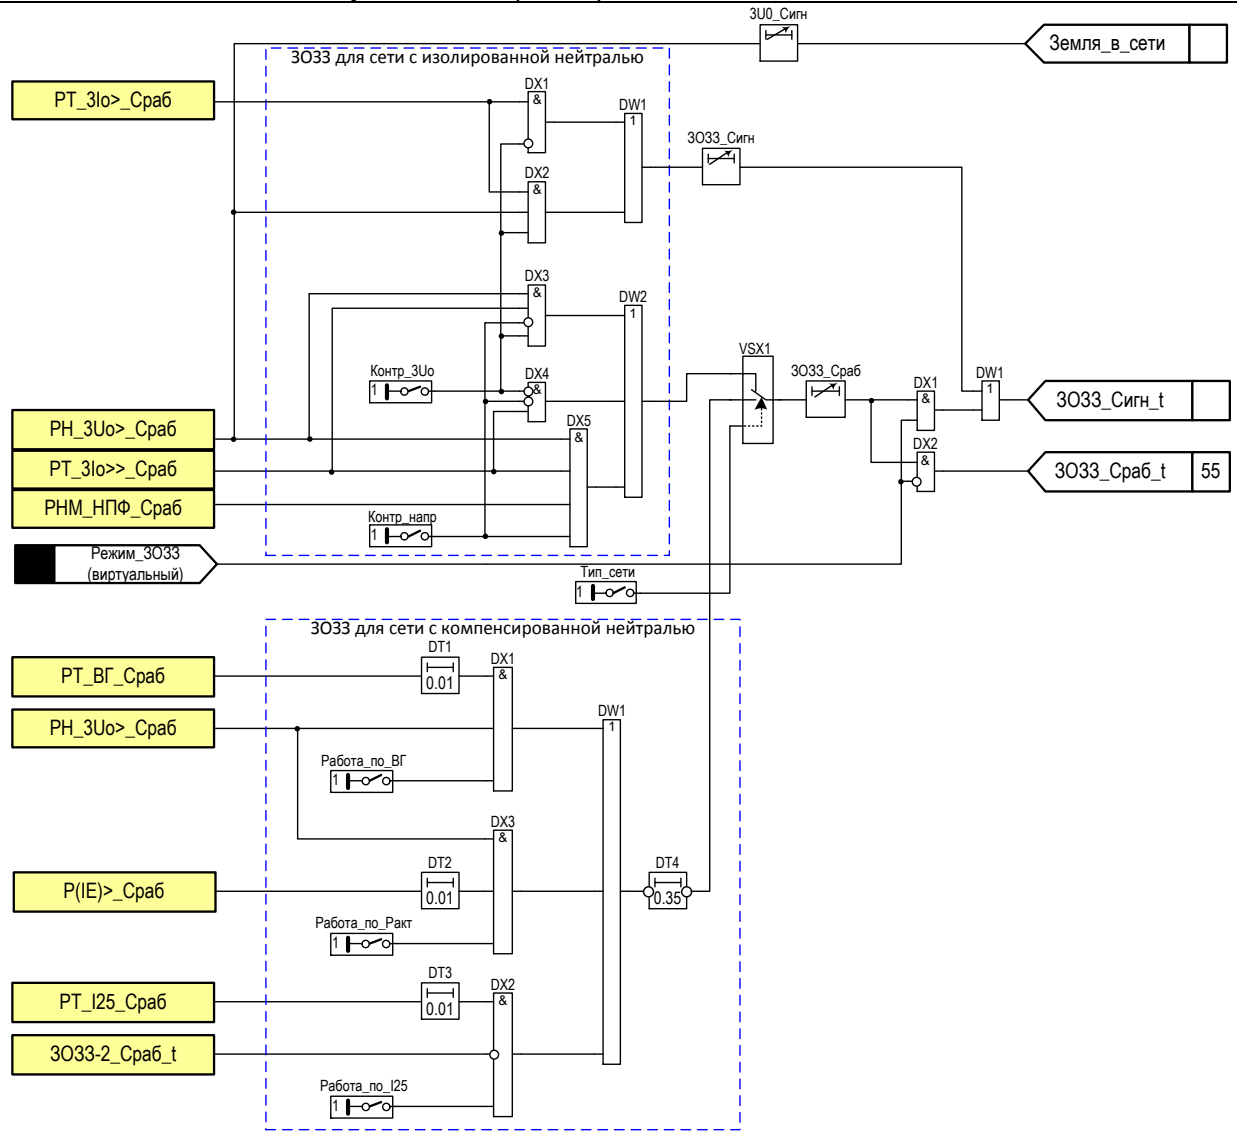 3U0_Сигн
Земля_в_сети
ЗОЗЗ для сети с изолированной нейтралью
РТ_3Io>_Сраб
DX1
&
DW1
1
ЗОЗЗ_Сигн
DX2
&
DX3
&
DW2
1
VSX1
Контр_3Uo
1
DX4
&
ЗОЗЗ_Сраб
DX1
&
DW1
1
ЗОЗЗ_Сигн_t
РН_3Uo>_Сраб
DX5
&
DX2
&
РТ_3Io>>_Сраб
ЗОЗЗ_Сраб_t
55
РНМ_НПФ_Сраб
Контр_напр
1
Режим_ЗОЗЗ
(виртуальный)
Тип_сети
1
ЗОЗЗ для сети с компенсированной нейтралью
РТ_ВГ_Сраб
DT1
0.01
DX1
&
РН_3Uo>_Сраб
DW1
1
Работа_по_ВГ
1
DX3
&
P(IE)>_Сраб
DT2
0.01
DT4
0.35
Работа_по_Ракт
1
РТ_I25_Сраб
DT3
0.01
DX2
&
ЗОЗЗ-2_Сраб_t
Работа_по_I25
1